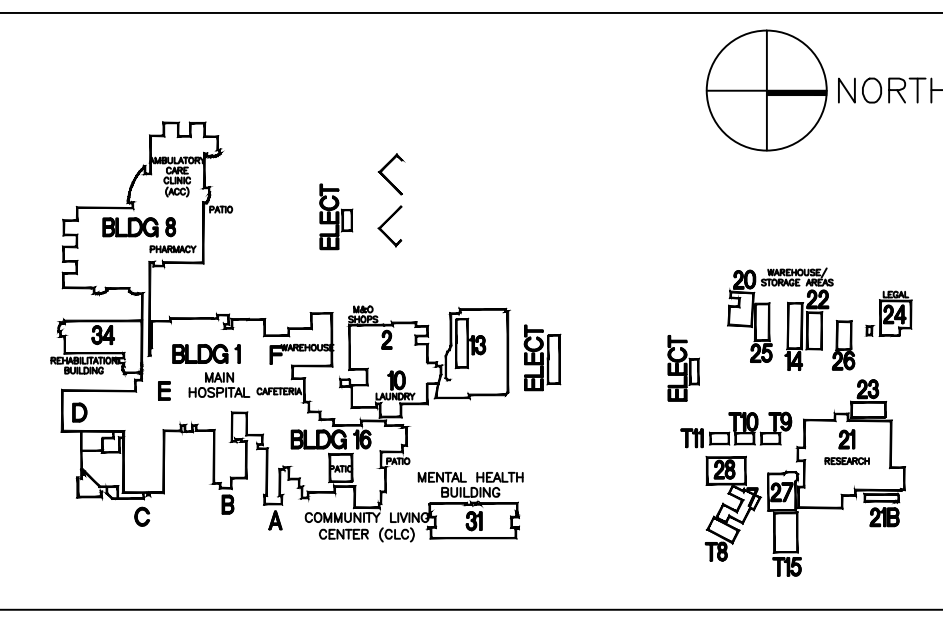 NORTH
AMBULATORY
CARE
CLINIC
(ACC)
PATIO
BLDG 8
PHARMACY
ELECT
20
WAREHOUSE/
STORAGE AREAS
22
LEGAL
24
25
14
26
M&O
SHOPS
2
13
ELECT
34
REHABILITATION
BUILDING
BLDG 1
F
WAREHOUSE
MAIN
HOSPITAL
E
CAFETERIA
10
LAUNDRY
ELECT
23
D
BLDG 16
PATIO
PATIO
T11
T10
T9
21
RESEARCH
28
27
7
MENTAL HEALTH
BUILDING
31
C
B
A
COMMUNITY LIVING
CENTER (CLC)
21B
T8
T15